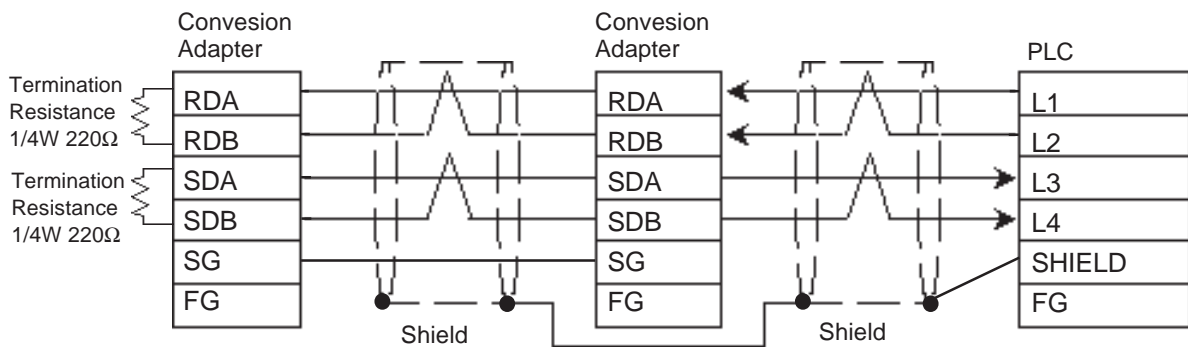 Convesion
Adapter
Convesion
Adapter
PLC
Termination
Resistance
1/4W 220Ω
Termination
Resistance
1/4W 220Ω
RDA
RDB
SDA
SDB
SG
FG
RDA
RDB
SDA
SDB
SG
FG
L1
L2
L3
L4
SHIELD
FG
Shield
Shield